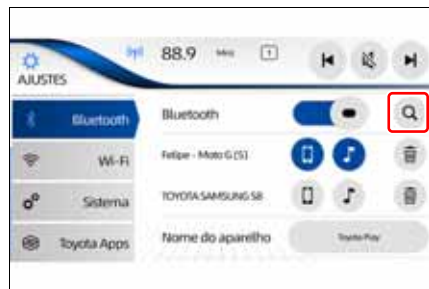 88.9 MHz 1
AJUSTES
Bluetooth
Bluetooth
Wi-Fi
Felipe - Moto G (5)
Sistema
TOYOTA SAMSUNG S8
Toyota Apps
Nome do aparelho
Toyota Play